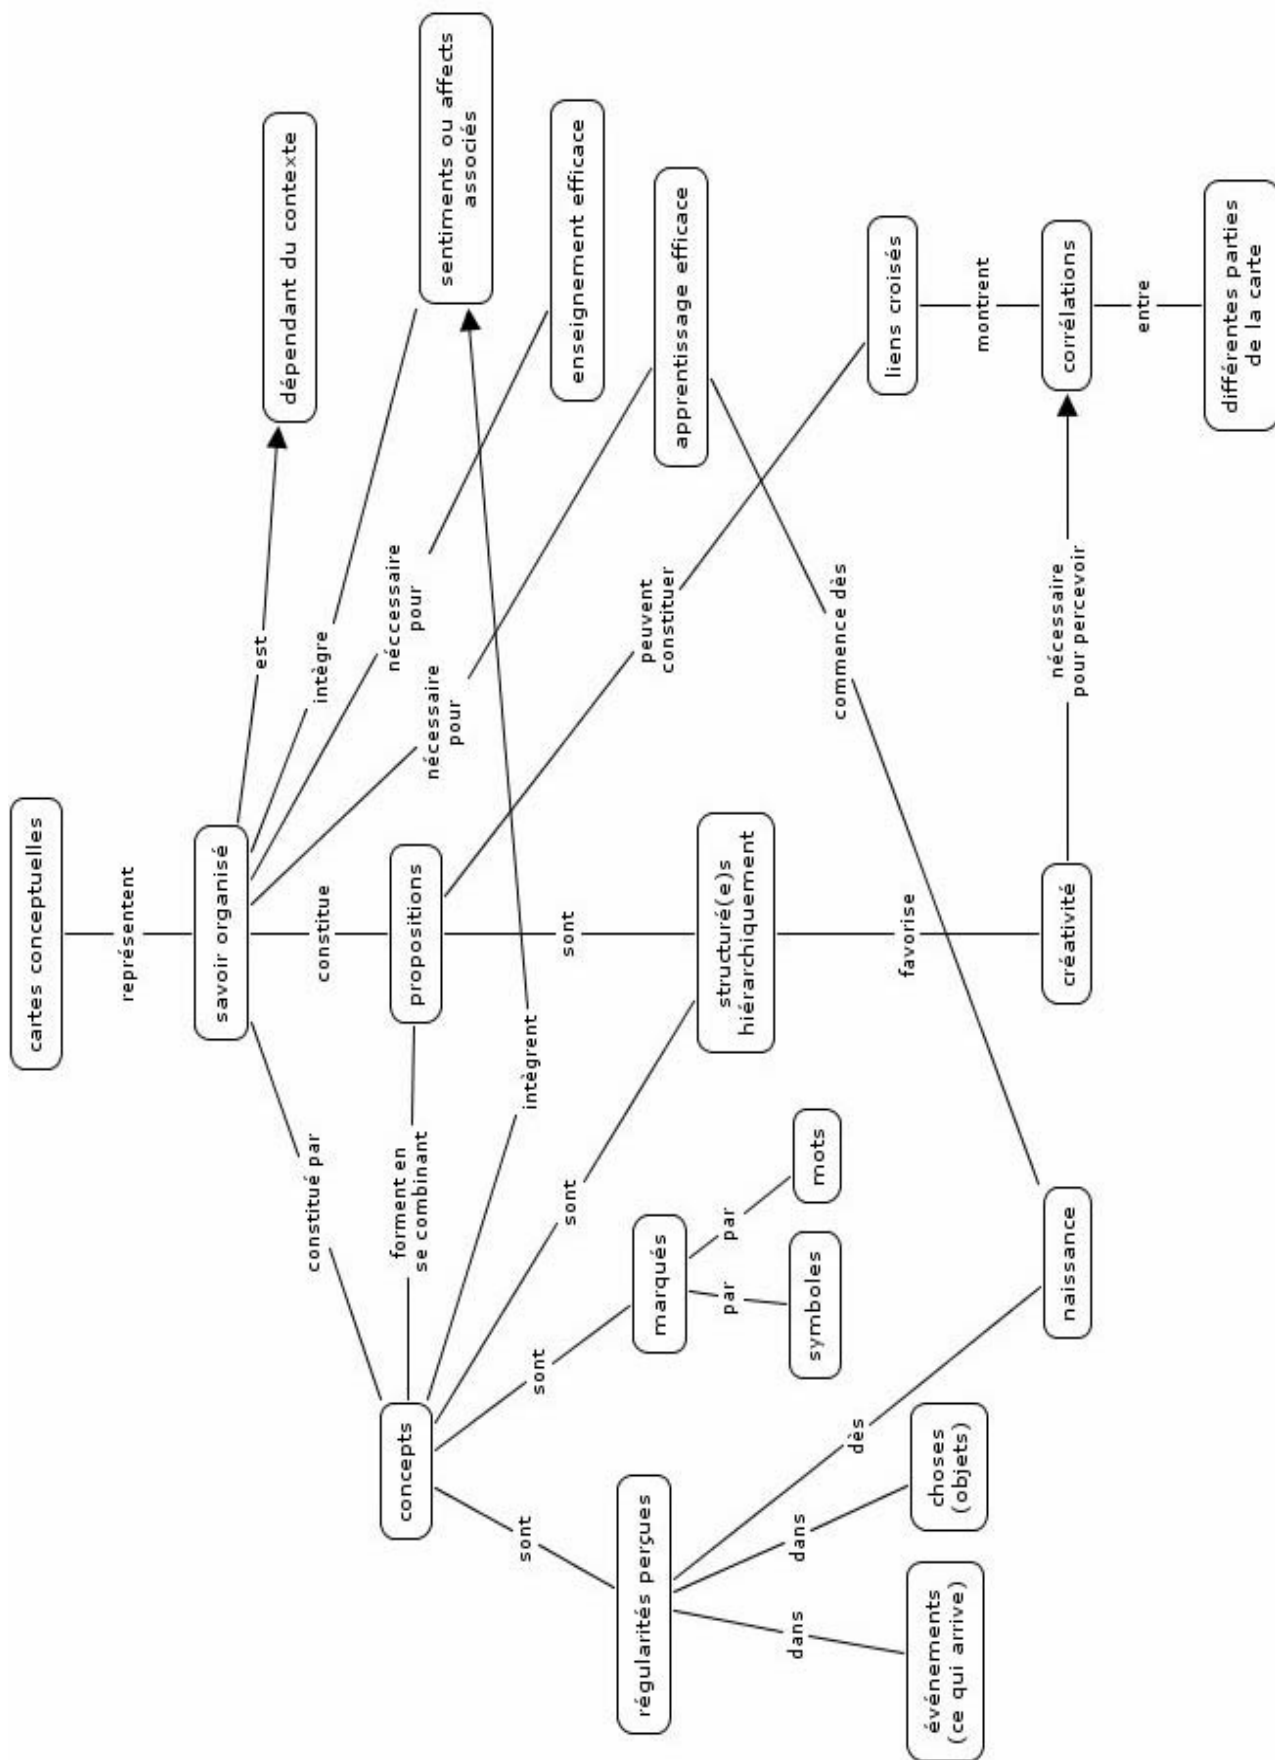 cartes conceptuelles
représentent
savoir organisé
est
dépendant du contexte
intègre
sentiments ou affects
associés
néccessaire
pour
enseignement efficace
nécessaire
pour
apprentissage efficace
constitué par
constitue
concepts
forment en
se combinant
propositions
intègrent
peuvent
constituer
liens croisés
sont
sont
sont
sont
structuré(e)s
hiérarchiquement
marqués
par
par
symboles
mots
régularités perçues
commence dès
montrent
favorise
dans
dans
dès
événements
(ce qui arrive)
choses
(objets)
naissance
créativité
nécessaire
pour percevoir
corrélations
entre
différentes parties
de la carte